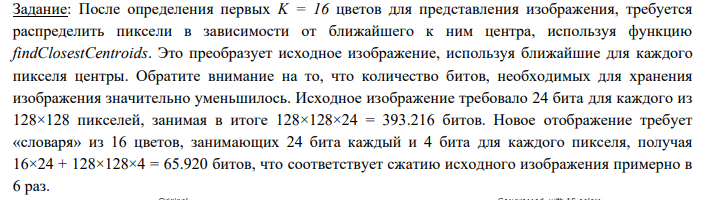 Задание: После определения первых K = 16 цветов для представления изображения, требуется
распределить пиксели в зависимости от ближайшего к ним центра, используя функцию
findClosestCentroids. Это преобразует исходное изображение, используя ближайшие для каждого
пикселя центры. Обратите внимание на то, что количество битов, необходимых для хранения
изображения значительно уменьшилось. Исходное изображение требовало 24 бита для каждого из
128×128 пикселей, занимая в итоге 128×128×24 = 393.216 битов. Новое отображение требует
«словаря» из 16 цветов, занимающих 24 бита каждый и 4 бита для каждого пикселя, получая
16×24 + 128×128×4 = 65.920 битов, что соответствует сжатию исходного изображения примерно в
6 раз.